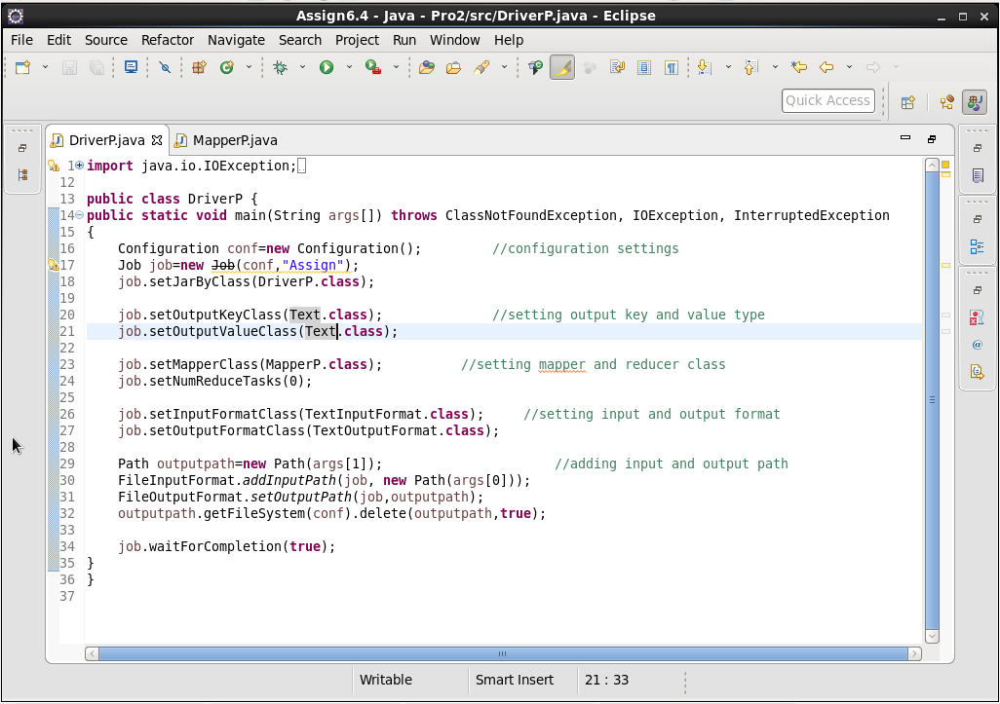 Assign6.4 - Java - Pro2/src/DriverP.java - Eclipse
File Edit Source Refactor Navigate Search Project Run Window Help
Quick Access
DriverP.java MapperP.java
1 import java.io.IOException;
12
13 public class DriverP {
14 public static void main(String args[]) throws ClassNotFoundException, IOException, InterruptedException
15 {
16 Configuration conf=new Configuration(); //configuration settings
17 Job job=new Job(conf,"Assign");
18 job.setJarByClass(DriverP.class);
19
20 job.setOutputKeyClass(Text.class); //setting output key and value type
21 job.setOutputValueClass(Text.class);
22
23 job.setMapperClass(MapperP.class); //setting mapper and reducer class
24 job.setNumReduceTasks(0);
25
26 job.setInputFormatClass(TextInputFormat.class); //setting input and output format
27 job.setOutputFormatClass(TextOutputFormat.class);
28
29 Path outputpath=new Path(args[1]); //adding input and output path
30 FileInputFormat.addInputPath(job, new Path(args[0]));
31 FileOutputFormat.setOutputPath(job,outputpath);
32 outputpath.getFileSystem(conf).delete(outputpath,true);
33
34 job.waitForCompletion(true);
35 }
36 }
37
Writable Smart Insert 21 : 33